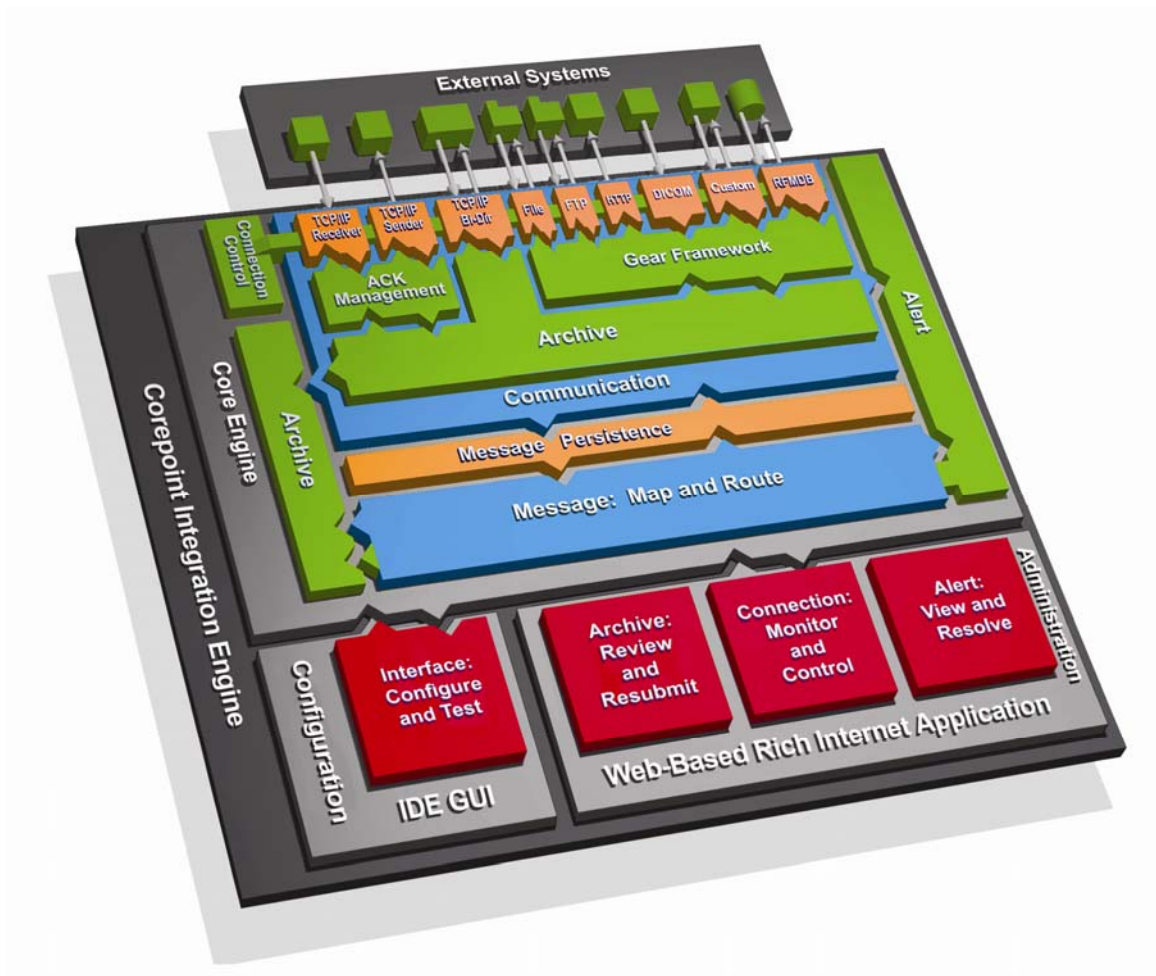 External Systems
TCP/IP
Receiver
TCP/IP
Sender
TCP/IP
Bi-Dir
File
FTP
HTTP
DICOM
Custom
RFMDB
Connection
Control
ACK
Management
Gear Framework
Archive
Alert
Communication
Message Persistence
Message: Map and Route
Archive
Core Engine
Corepoint Integration Engine
Interface:
Configure
and Test
Configuration
IDE GUI
Archive:
Review
and
Resubmit
Connection:
Monitor
and
Control
Alert:
View and
Resolve
Administration
Web-Based Rich Internet Application